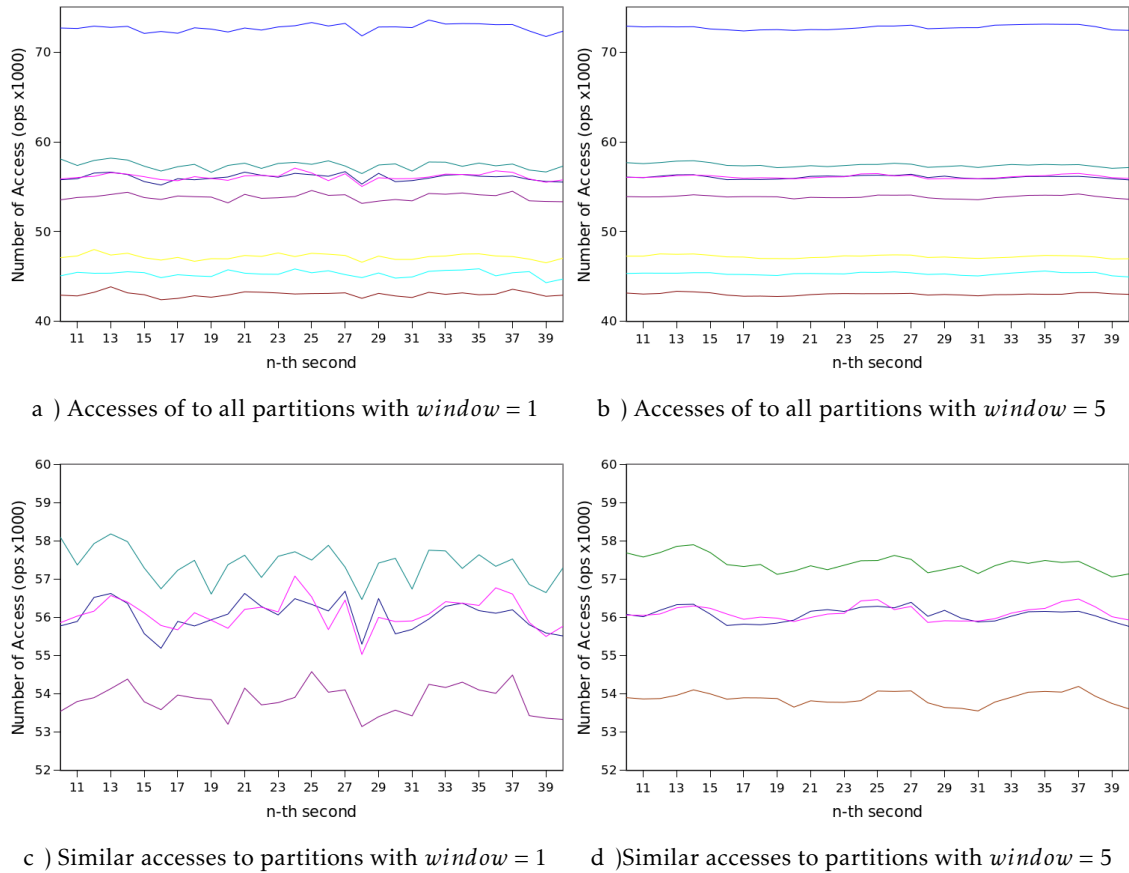 70
60
50
40
Number of Access (ops x1000)
11 13 15 17 19 21 23 25 27 29 31 33 35 37 39
n-th second
a ) Accesses of to all partitions with window = 1
70
60
50
40
Number of Access (ops x1000)
11 13 15 17 19 21 23 25 27 29 31 33 35 37 39
n-th second
b ) Accesses of to all partitions with window = 5
60
59
58
57
56
55
54
53
52
Number of Access (ops x1000)
11 13 15 17 19 21 23 25 27 29 31 33 35 37 39
n-th second
c ) Similar accesses to partitions with window = 1
60
59
58
57
56
55
54
53
52
Number of Access (ops x1000)
11 13 15 17 19 21 23 25 27 29 31 33 35 37 39
n-th second
d )Similar accesses to partitions with window = 5